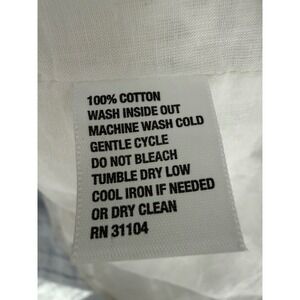 100% COTTON
WASH INSIDE OUT
MACHINE WASH COLD
GENTLE CYCLE
DO NOT BLEACH
TUMBLE DRY LOW
COOL IRON IF NEEDED
OR DRY CLEAN
RN 31104